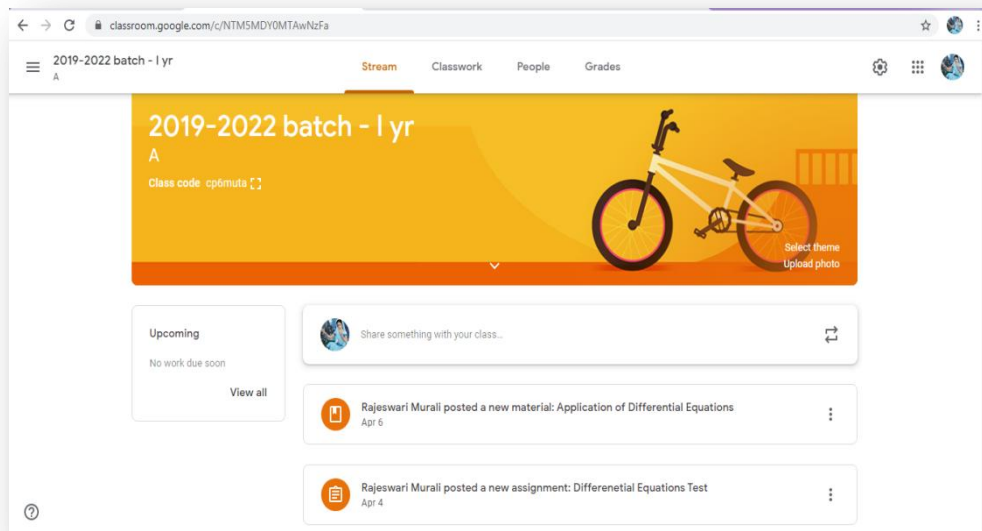 classroom.google.com/c/NTM5MDY0MTAwNzFa
2019-2022 batch - I yr
A
Stream Classwork People Grades
2019-2022 batch - I yr
A
Class code cp6muta
Select theme
Upload photo
Upcoming
No work due soon
View all
Share something with your class...
Rajeswari Murali posted a new material: Application of Differential Equations
Apr 6
Rajeswari Murali posted a new assignment: Differenetial Equations Test
Apr 4